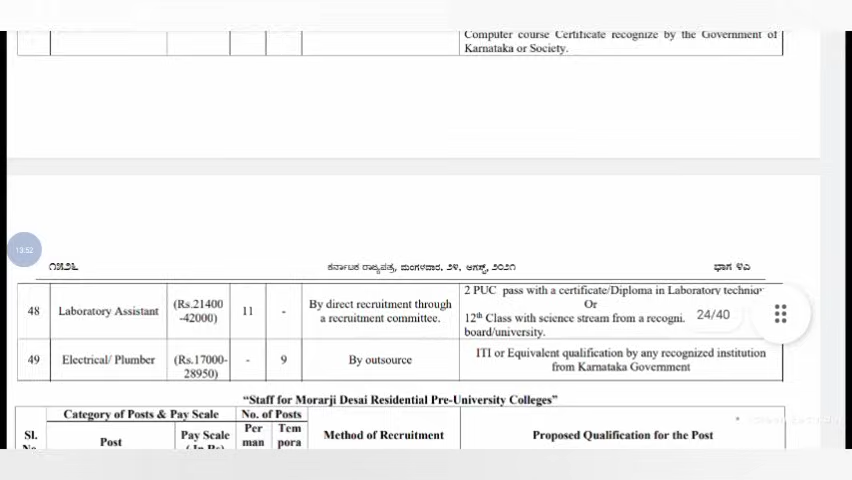 Computer course Certificate recognize by the Government of
Karnataka or Society.
13:52
೧೫೨೬ ಕರ್ನಾಟಕ ರಾಜ್ಯಪತ್ರ, ಮಂಗಳವಾರ, ೨೪, ಆಗಸ್ಟ್, ೨೦೨೧ ಭಾಗ ೪ಎ
48 Laboratory Assistant (Rs.21400 -42000) 11 - By direct recruitment through a recruitment committee. 2 PUC pass with a certificate/Diploma in Laboratory
Or
12th Class with science stream from a
board/university.
24/40
49 Electrical/ Plumber (Rs.17000- 28950) - 9 By outsource ITI or Equivalent qualification by any recognized institution
from Karnataka Government
“Staff for Morarji Desai Residential Pre-University Colleges”
Category of Posts & Pay Scale No. of Posts
Sl. Post Pay Scale Per man Tem pora Method of Recruitment Proposed Qualification for the Post